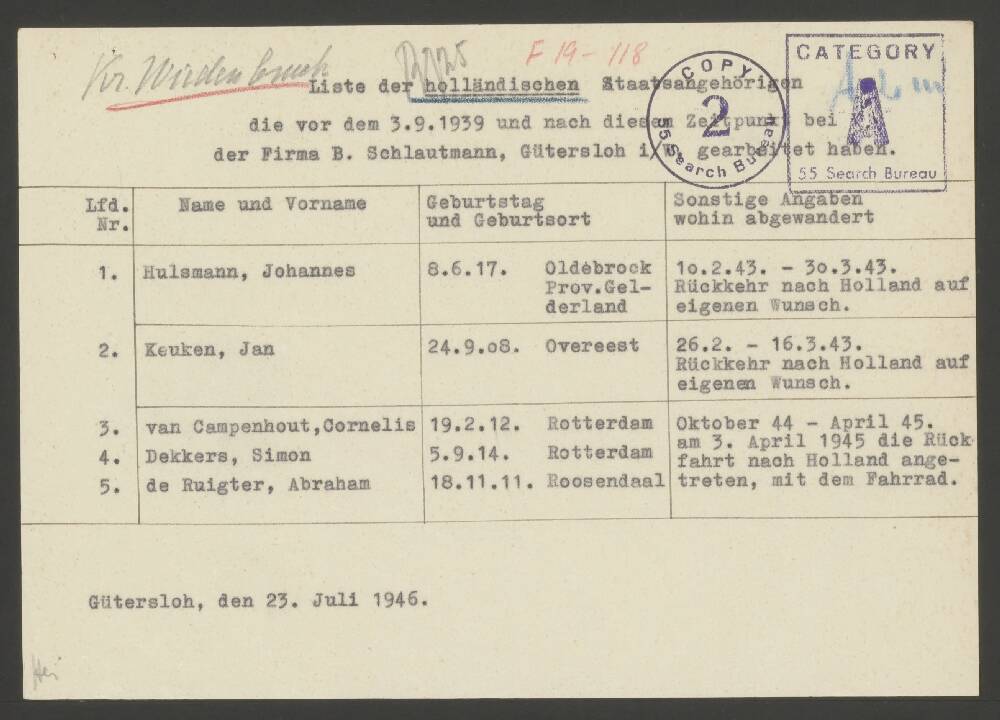 Kr. Wiedenbruck
F 19 - 118
Liste der holländischen Staatsangehörigen
die vor dem 3.9.1939 und nach diesem Zeitpunkt bei
der Firma B. Schlautmann, Gütersloh i/W. gearbeitet haben.
COPY
2
55 Search Bureau
CATEGORY
A
55 Search Bureau
Lfd. Nr.
Name und Vorname
Geburtstag und Geburtsort
Sonstige Angaben wohin abgewandert
1. Hulsmann, Johannes 8.6.17. Oldebrock 1o.2.43. - 3o.3.43.
Prov.Gel- Rückkehr nach Holland auf
derland eigenen Wunsch.
2. Keuken, Jan 24.9.o8. Overeest 26.2. - 16.3.43.
Rückkehr nach Holland auf
eigenen Wunsch.
3. van Campenhout,Cornelis 19.2.12. Rotterdam Oktober 44 - April 45.
am 3. April 1945 die Rück
4. Dekkers, Simon 5.9.14. Rotterdam fahrt nach Holland ange-
5. de Ruigter, Abraham 18.11.11. Roosendaal treten, mit dem Fahrrad.
Gütersloh, den 23. Juli 1946.